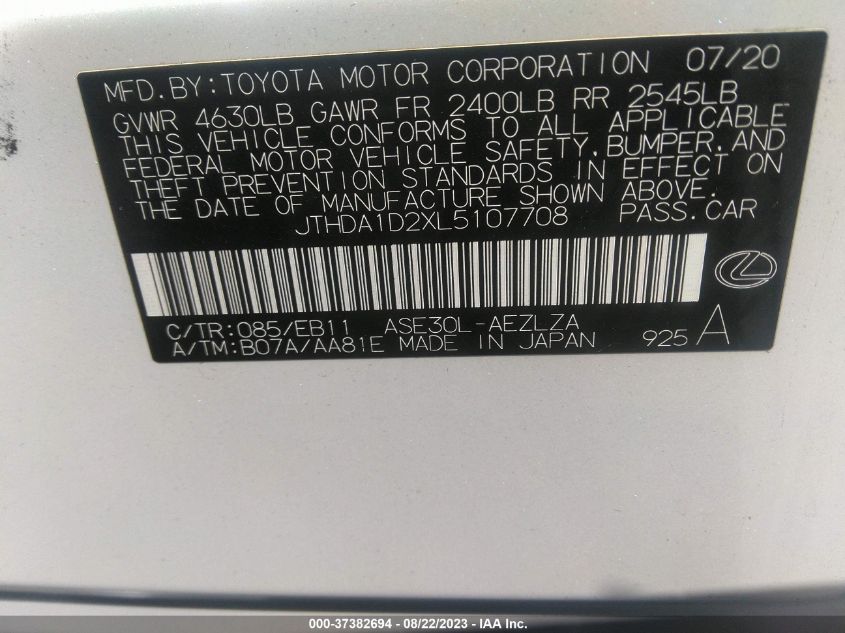 MFD. BY: TOYOTA MOTOR CORPORATION 07/20
GVWR 4630LB GAWR FR 2400LB RR 2545LB
THIS VEHICLE CONFORMS TO ALL APPLICABLE
FEDERAL MOTOR VEHICLE SAFETY, BUMPER, AND
THEFT PREVENTION STANDARDS IN EFFECT ON
THE DATE OF MANUFACTURE SHOWN ABOVE.
JTHDA1D2XL5107708 PASS. CAR
C/TR: 085/EB11 ASE30L-AEZLZA
A/TM: B07A/AA81E MADE IN JAPAN 925 A
000-37382694 - 08/22/2023 - IAA Inc.